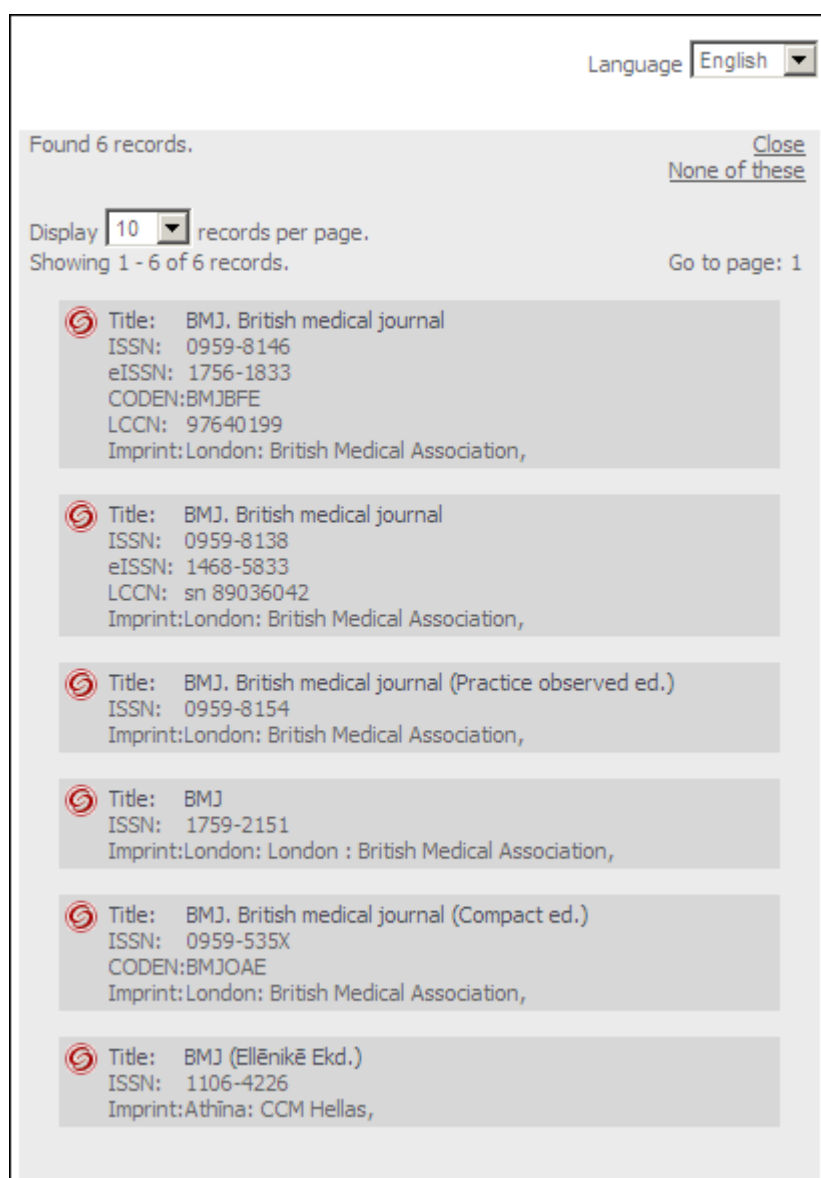 Language English
Found 6 records. Close
None of these
Display 10 records per page.
Showing 1 - 6 of 6 records. Go to page: 1
Title: BMJ. British medical journal
ISSN: 0959-8146
eISSN: 1756-1833
CODEN:BMJBFE
LCCN: 97640199
Imprint:London: British Medical Association,
Title: BMJ. British medical journal
ISSN: 0959-8138
eISSN: 1468-5833
LCCN: sn 89036042
Imprint:London: British Medical Association,
Title: BMJ. British medical journal (Practice observed ed.)
ISSN: 0959-8154
Imprint:London: British Medical Association,
Title: BMJ
ISSN: 1759-2151
Imprint:London: London : British Medical Association,
Title: BMJ. British medical journal (Compact ed.)
ISSN: 0959-535X
CODEN:BMJOAE
Imprint:London: British Medical Association,
Title: BMJ (Ellēnikē Ekd.)
ISSN: 1106-4226
Imprint:Athīna: CCM Hellas,